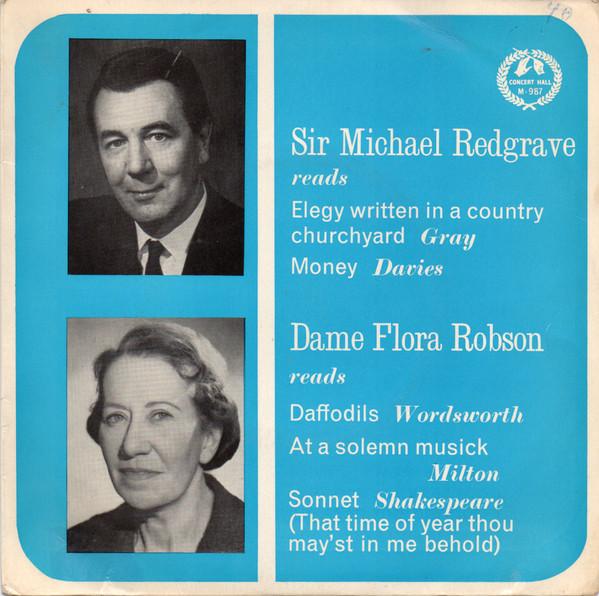 CONCERT HALL
M-987
Sir Michael Redgrave
reads
Elegy written in a country
churchyard Gray
Money Davies
Dame Flora Robson
reads
Daffodils Wordsworth
At a solemn musick
Milton
Sonnet Shakespeare
(That time of year thou
may'st in me behold)